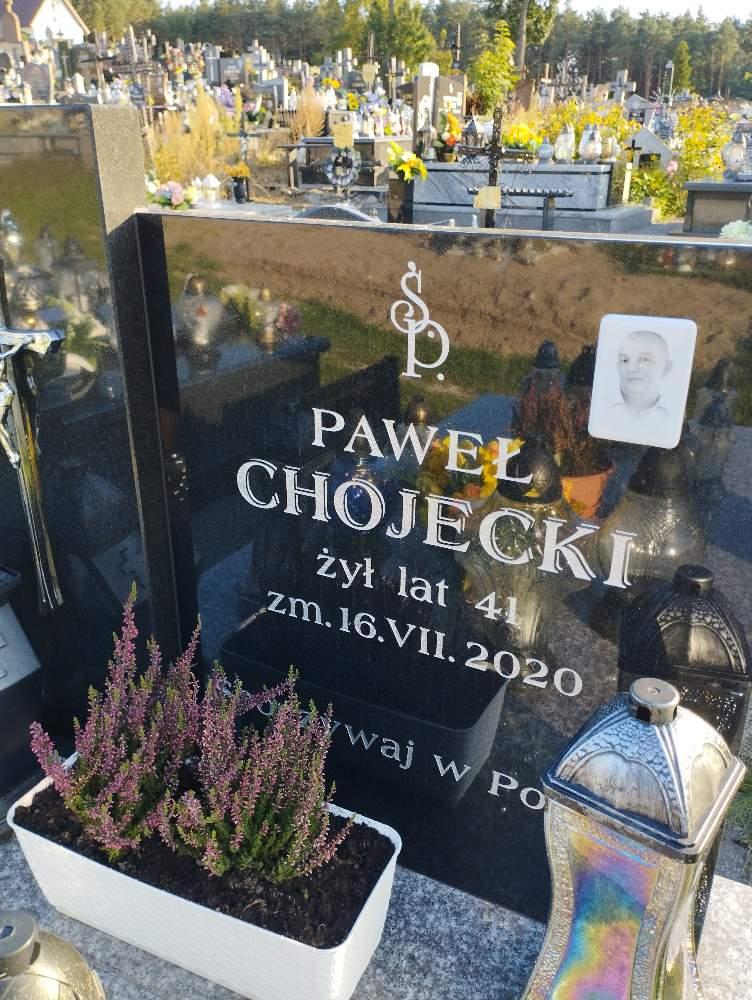 Ś.P.
PAWEŁ
CHOJECKI
żył lat 41
zm. 16.VII.2020
w